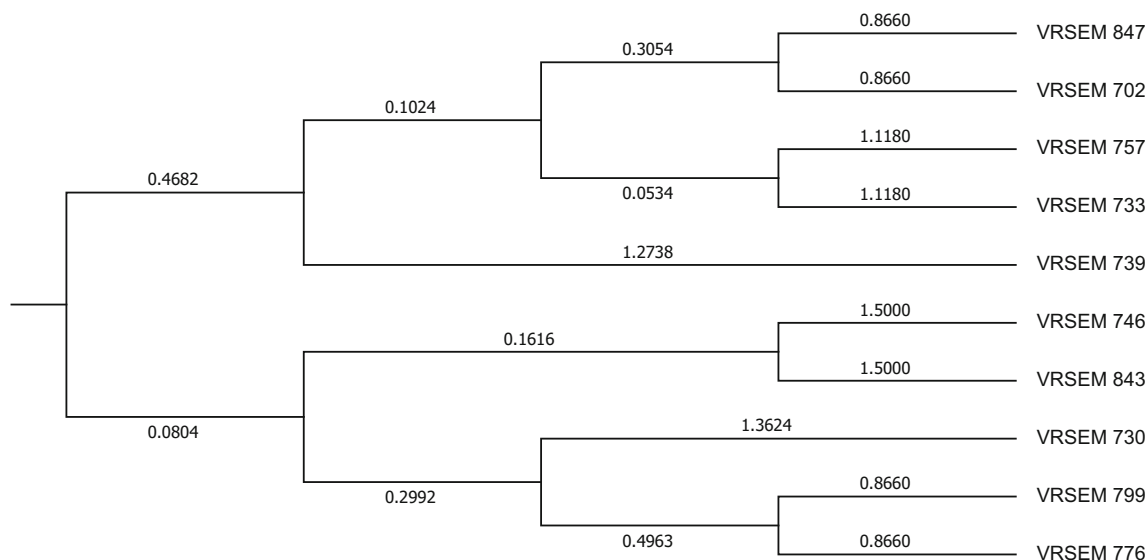 0.8660
VRSEM 847
0.3054
0.8660
VRSEM 702
0.1024
1.1180
VRSEM 757
0.4682
0.0534
1.1180
VRSEM 733
1.2738
VRSEM 739
1.5000
VRSEM 746
0.1616
1.5000
VRSEM 843
0.0804
1.3624
VRSEM 730
0.2992
0.8660
VRSEM 799
0.4963
0.8660
VRSEM 776